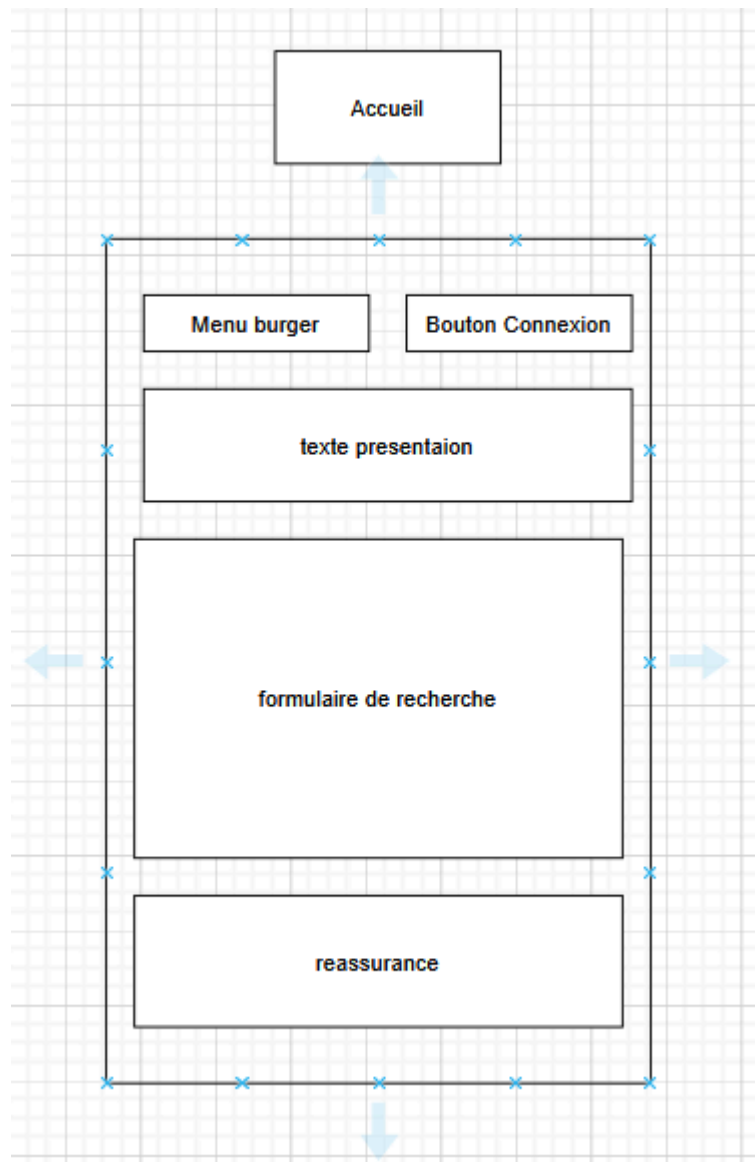 Accueil
Menu burger
Bouton Connexion
texte presentaion
formulaire de recherche
reassurance